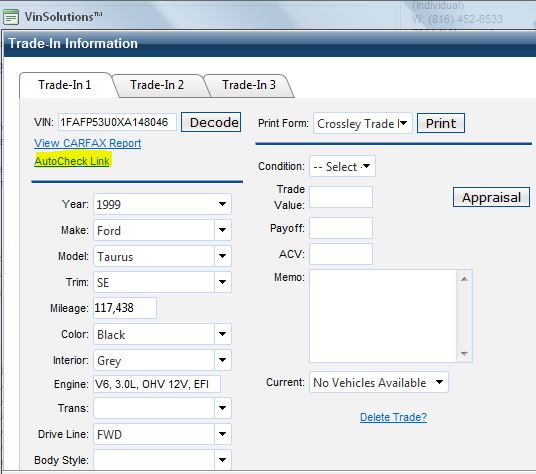 VinSolutions™
(Individual)
W: (816) 452-6533
Trade-In Information
Trade-In 1
Trade-In 2
Trade-In 3
VIN: 1FAFP53U0XA148046 Decode
View CARFAX Report
AutoCheck Link
Print Form: Crossley Trade Print
Condition: -- Select -
Trade Value:
Appraisal
Payoff:
ACV:
Memo:
Current: No Vehicles Available
Delete Trade?
Year: 1999
Make: Ford
Model: Taurus
Trim: SE
Mileage: 117,438
Color: Black
Interior: Grey
Engine: V6, 3.0L, OHV 12V, EFI
Trans:
Drive Line: FWD
Body Style: